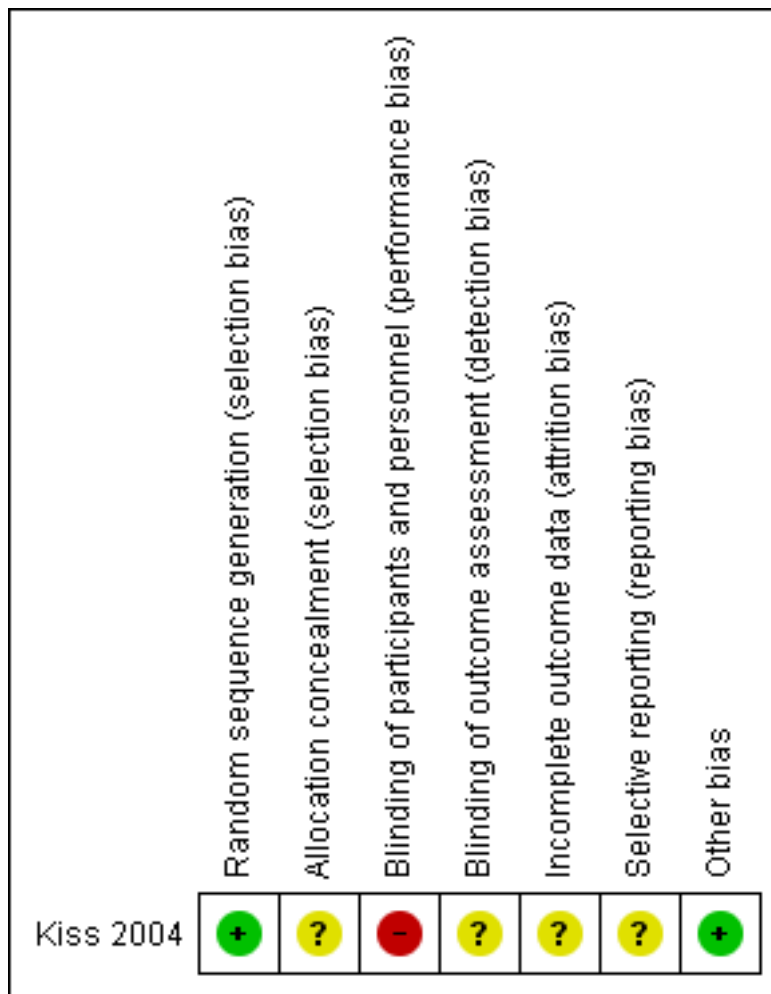 Random sequence generation (selection bias)
Allocation concealment (selection bias)
Blinding of participants and personnel (performance bias)
Blinding of outcome assessment (detection bias)
Incomplete outcome data (attrition bias)
Selective reporting (reporting bias)
Other bias
Kiss 2004 + ? - ? ? ? +